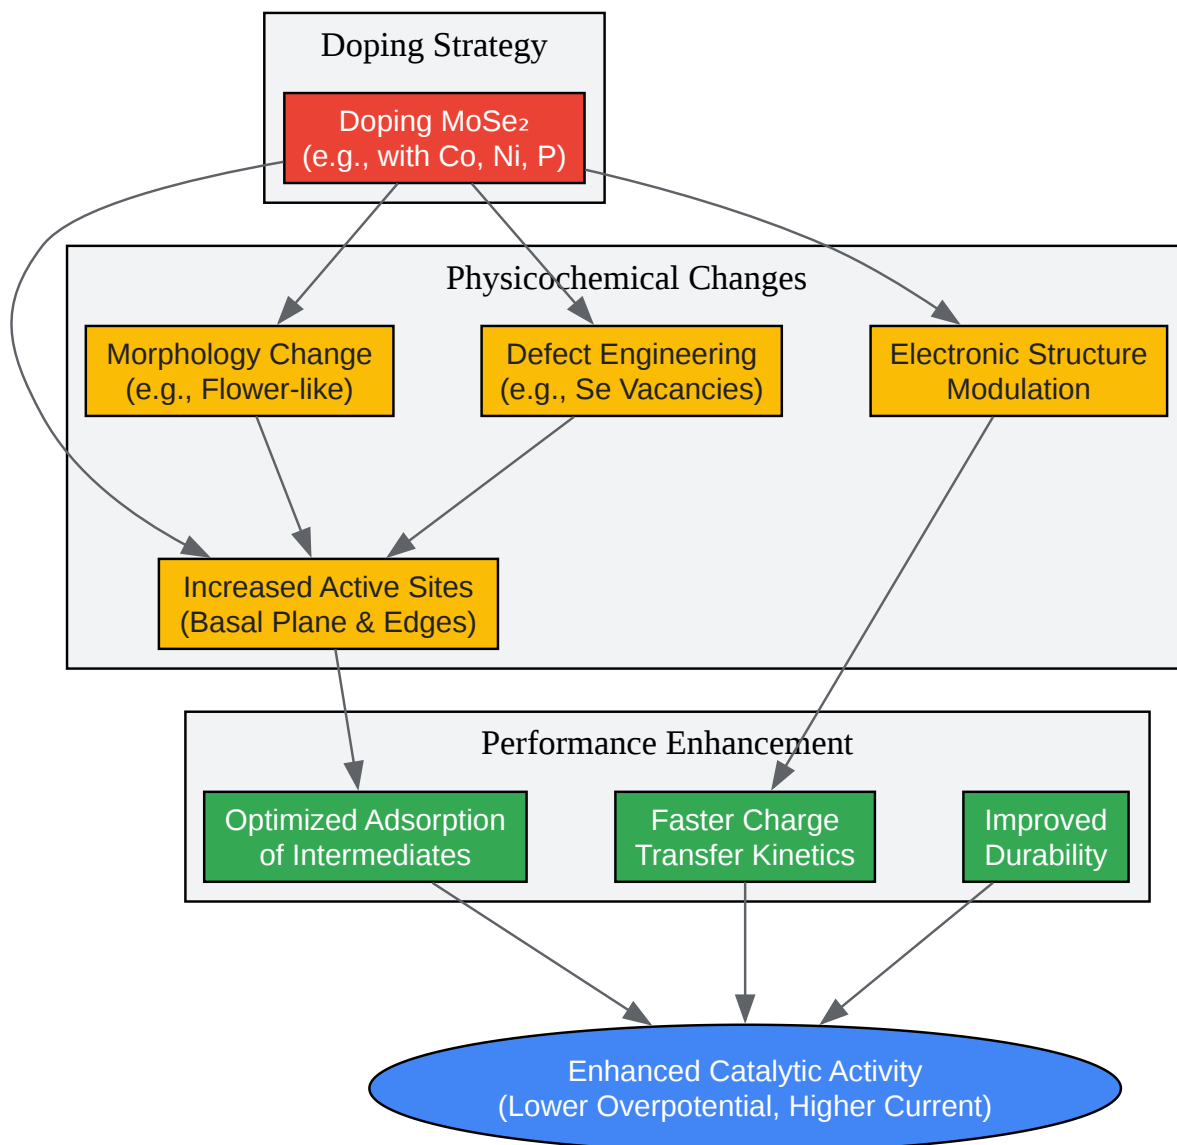 Doping Strategy
Doping MoSe₂
(e.g., with Co, Ni, P)
Physicochemical Changes
Morphology Change
(e.g., Flower-like)
Defect Engineering
(e.g., Se Vacancies)
Electronic Structure
Modulation
Increased Active Sites
(Basal Plane & Edges)
Performance Enhancement
Optimized Adsorption
of Intermediates
Faster Charge
Transfer Kinetics
Improved
Durability
Enhanced Catalytic Activity
(Lower Overpotential, Higher Current)